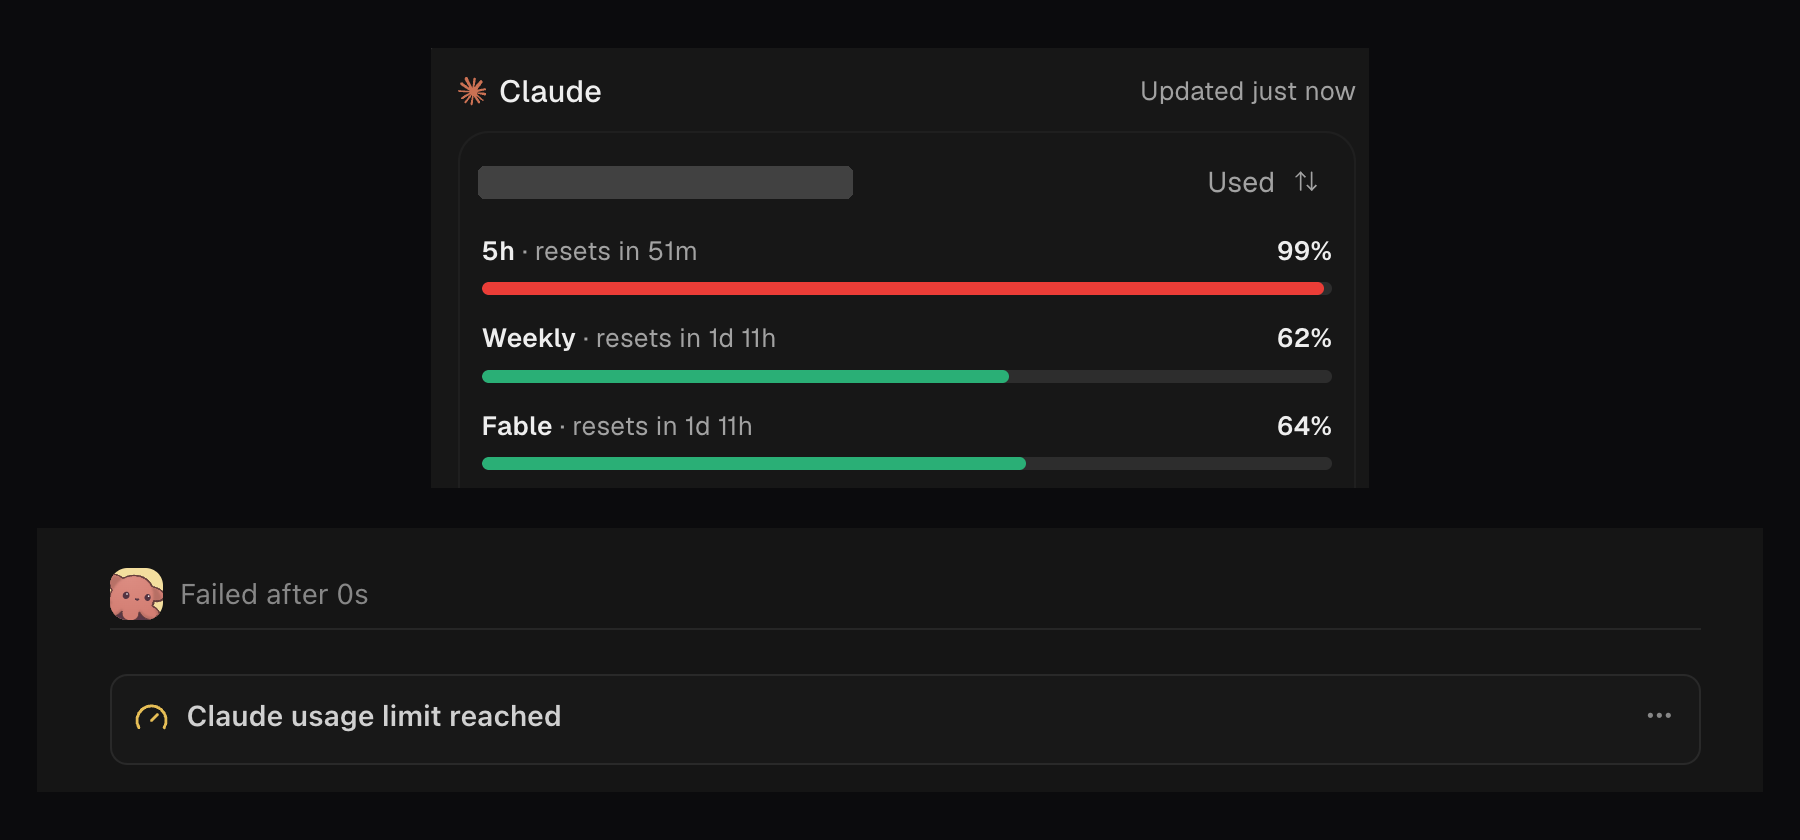 Claude
Updated just now
Used
5h · resets in 51m
99%
Weekly · resets in 1d 11h
62%
Fable · resets in 1d 11h
64%
Failed after 0s
Claude usage limit reached